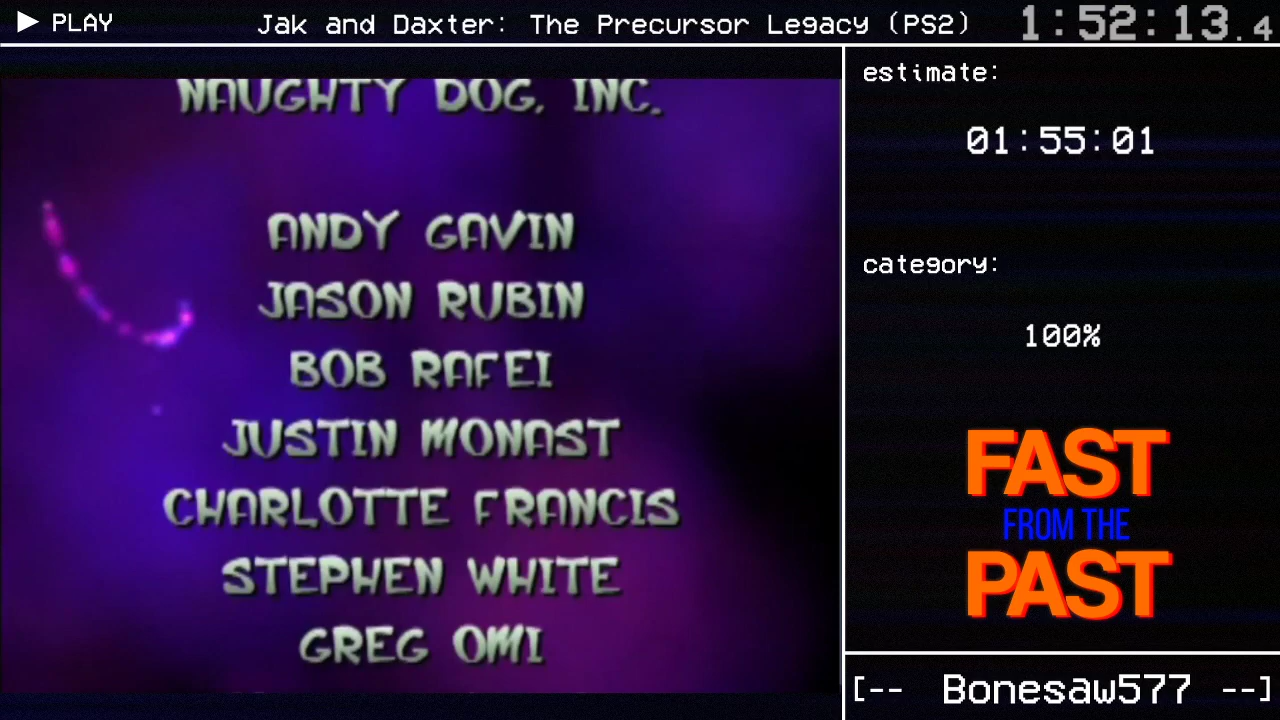 ▶ PLAY
Jak and Daxter: The Precursor Legacy (PS2)
1:52:13.4
NAUGHTY DOG, INC.
ANDY GAVIN
JASON RUBIN
BOB RAFEI
JUSTIN MONAST
CHARLOTTE FRANCIS
STEPHEN WHITE
GREG OMI
estimate:
01:55:01
category:
100%
FAST
FROM THE
PAST
[-- Bonesaw577 --]